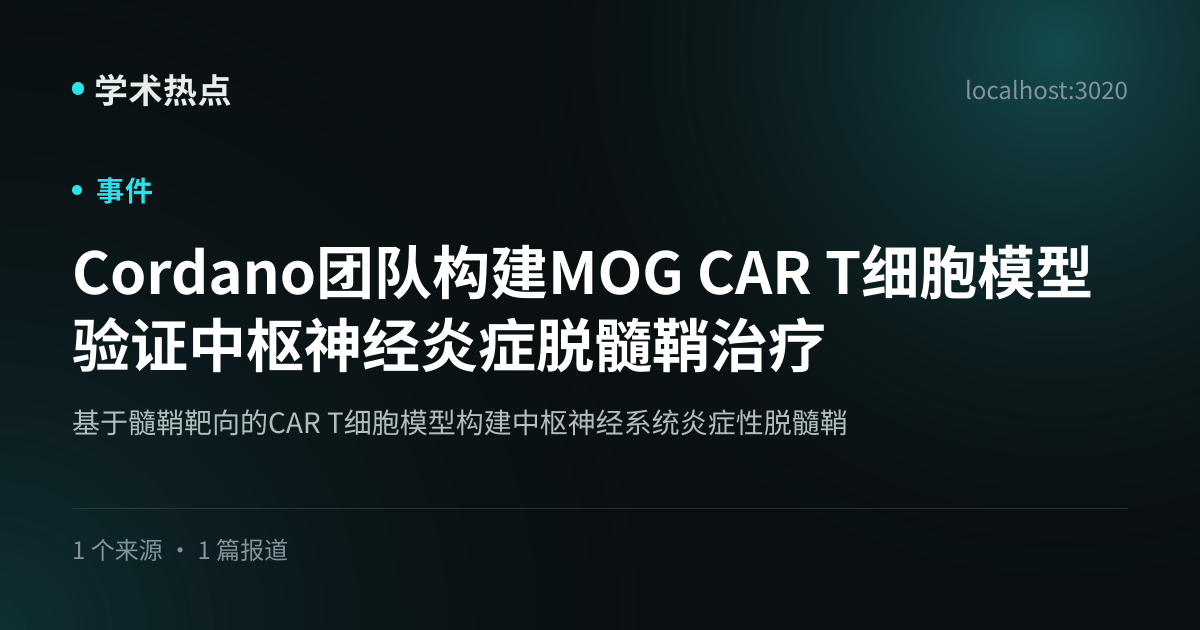 学术热点
localhost:3020
事件
Cordano团队构建MOG CAR T细胞模型
验证中枢神经炎症脱髓鞘治疗
基于髓鞘靶向的CAR T细胞模型构建中枢神经系统炎症性脱髓鞘
1 个来源 · 1 篇报道